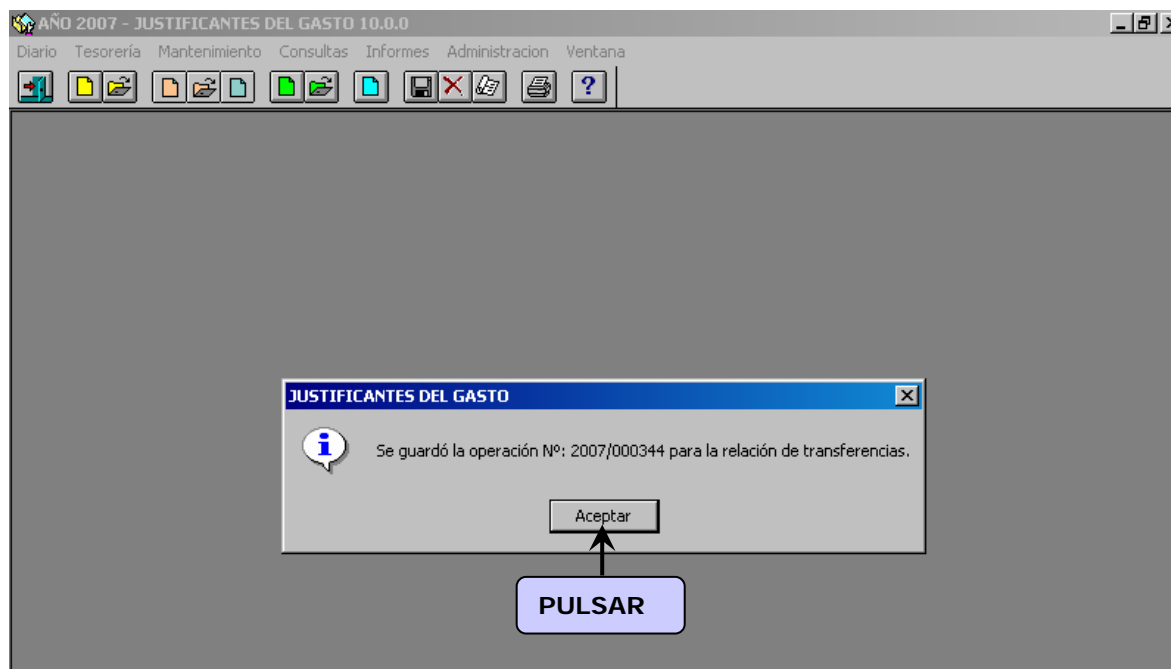 AÑO 2007 - JUSTIFICANTES DEL GASTO 10.0.0
Diario Tesorería Mantenimiento Consultas Informes Administracion Ventana
?
JUSTIFICANTES DEL GASTO
Se guardó la operación Nº: 2007/000344 para la relación de transferencias.
Aceptar
PULSAR